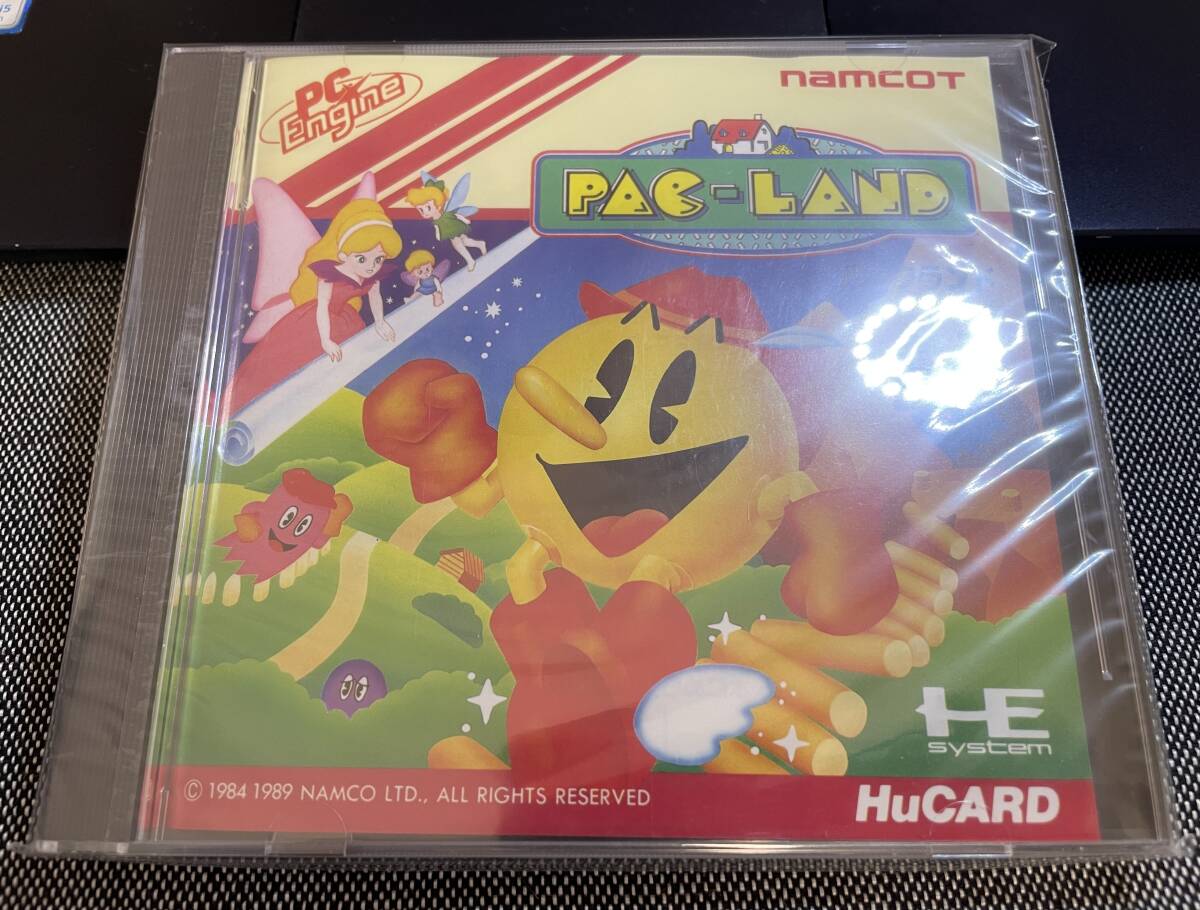 PC
Engine
namcot
PAC-LAND
HE
system
© 1984 1989 NAMCO LTD., ALL RIGHTS RESERVED
HuCARD